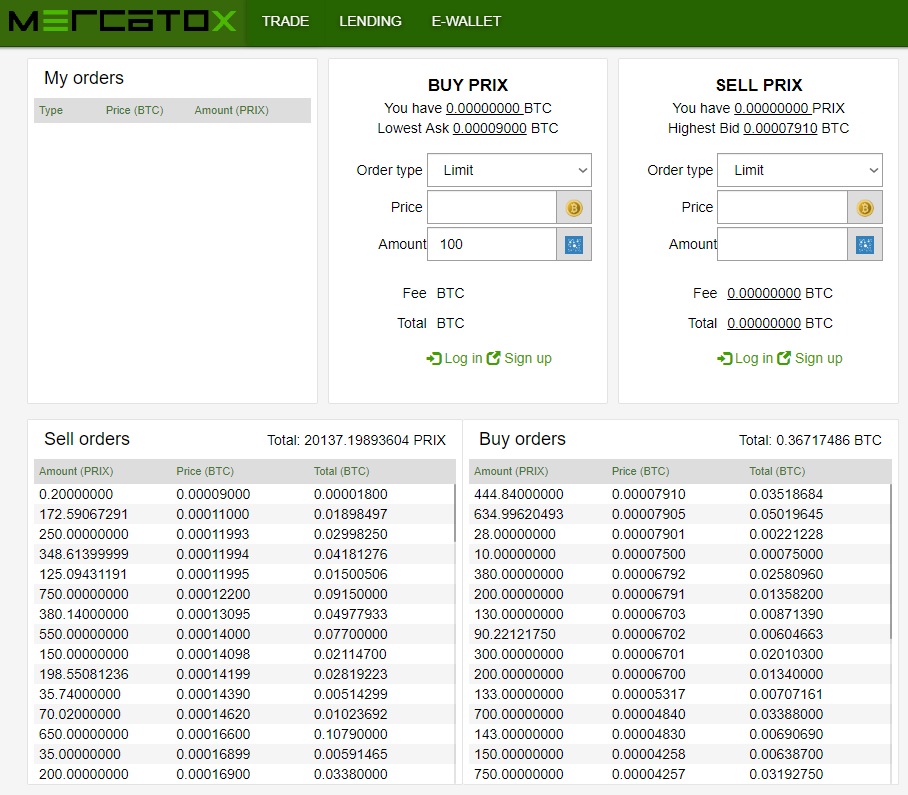 MERCATOX TRADE LENDING E-WALLET
My orders
Type Price (BTC) Amount (PRIX)
BUY PRIX
You have 0.00000000 BTC
Lowest Ask 0.00009000 BTC
Order type Limit
Price
Amount 100
Fee BTC
Total BTC
Log in Sign up
SELL PRIX
You have 0.00000000 PRIX
Highest Bid 0.00007910 BTC
Order type Limit
Price
Amount
Fee 0.00000000 BTC
Total 0.00000000 BTC
Log in Sign up
Sell orders Total: 20137.19893604 PRIX
Amount (PRIX) Price (BTC) Total (BTC)
0.20000000 0.00009000 0.00001800
172.59067291 0.00011000 0.01898497
250.00000000 0.00011993 0.02998250
348.61399999 0.00011994 0.04181276
125.09431191 0.00011995 0.01500506
750.00000000 0.00012200 0.09150000
380.14000000 0.00013095 0.04977933
550.00000000 0.00014000 0.07700000
150.00000000 0.00014098 0.02114700
198.55081236 0.00014199 0.02819223
35.74000000 0.00014390 0.00514299
70.02000000 0.00014620 0.01023692
650.00000000 0.00016600 0.10790000
35.00000000 0.00016899 0.00591465
200.00000000 0.00016900 0.03380000
Buy orders Total: 0.36717486 BTC
Amount (PRIX) Price (BTC) Total (BTC)
444.84000000 0.00007910 0.03518684
634.99620493 0.00007905 0.05019645
28.00000000 0.00007901 0.00221228
10.00000000 0.00007500 0.00075000
380.00000000 0.00006792 0.02580960
200.00000000 0.00006791 0.01358200
130.00000000 0.00006703 0.00871390
90.22121750 0.00006702 0.00604663
300.00000000 0.00006701 0.02010300
200.00000000 0.00006700 0.01340000
133.00000000 0.00005317 0.00707161
700.00000000 0.00004840 0.03388000
143.00000000 0.00004830 0.00690690
150.00000000 0.00004258 0.00638700
750.00000000 0.00004257 0.03192750